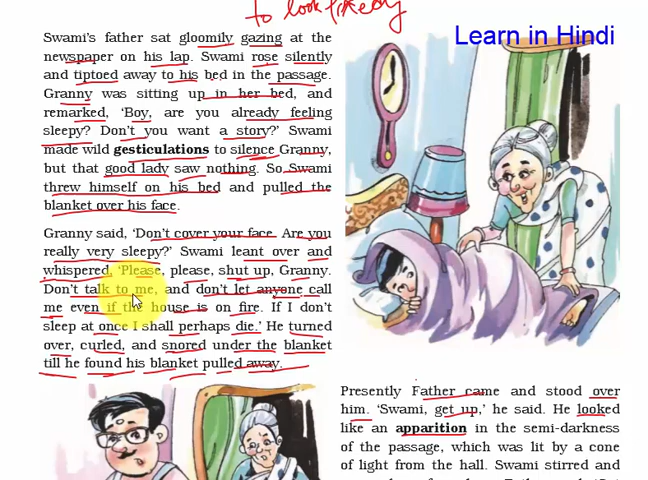 to look fixedly
Learn in Hindi
Swami's father sat gloomily gazing at the
newspaper on his lap. Swami rose silently
and tiptoed away to his bed in the passage.
Granny was sitting up in her bed, and
remarked, 'Boy, are you already feeling
sleepy? Don't you want a story?' Swami
made wild gesticulations to silence Granny,
but that good lady saw nothing. So Swami
threw himself on his bed and pulled the
blanket over his face.
Granny said, 'Don't cover your face. Are you
really very sleepy?' Swami leant over and
whispered, 'Please, please, shut up, Granny.
Don't talk to me, and don't let anyone call
me even if the house is on fire. If I don't
sleep at once I shall perhaps die.' He turned
over, curled, and snored under the blanket
till he found his blanket pulled away.
Presently Father came and stood over
him. 'Swami, get up,' he said. He looked
like an apparition in the semi-darkness
of the passage, which was lit by a cone
of light from the hall. Swami stirred and